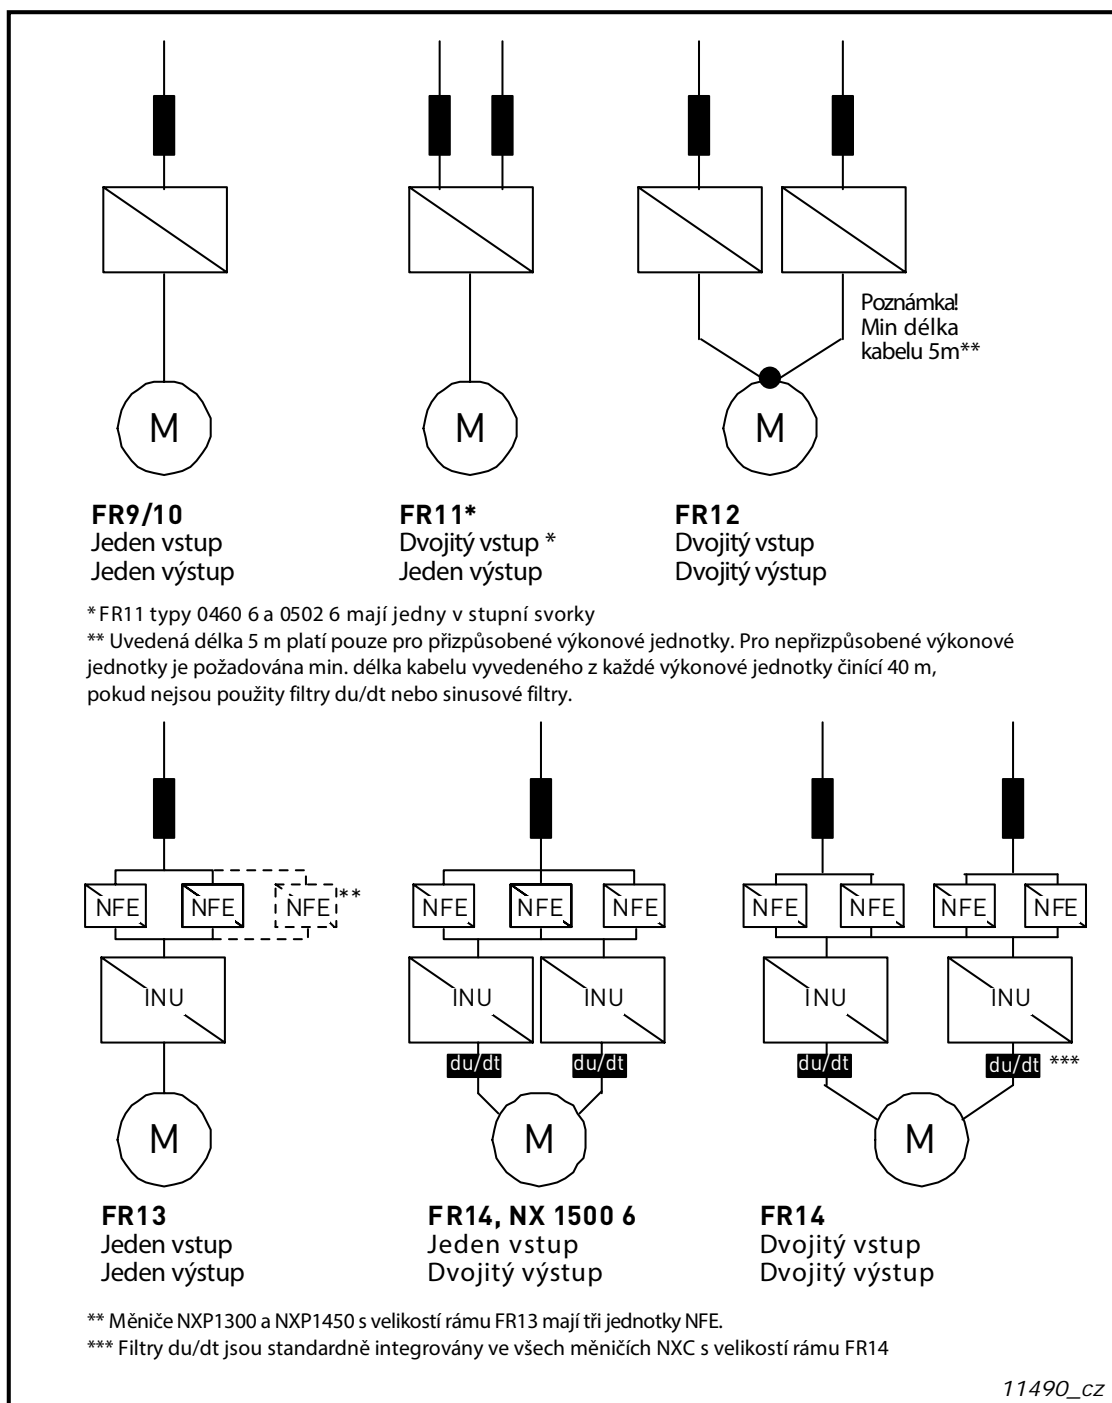 Poznámka!
Min délka
kabelu 5m**
M
M
M
FR9/10
Jeden vstup
Jeden výstup
FR11*
Dvojitý vstup *
Jeden výstup
FR12
Dvojitý vstup
Dvojitý výstup
* FR11 typy 0460 6 a 0502 6 mají jedny v stupní svorky
** Uvedená délka 5 m platí pouze pro přizpůsobené výkonové jednotky. Pro nepřizpůsobené výkonové
jednotky je požadována min. délka kabelu vyvedeného z každé výkonové jednotky činící 40 m,
pokud nejsou použity filtry du/dt nebo sinusové filtry.
NFE
NFE
NFE
**
NFE
NFE
NFE
NFE
NFE
NFE
NFE
INU
INU
INU
INU
INU
du/dt
du/dt
du/dt
du/dt
***
M
M
M
FR13
Jeden vstup
Jeden výstup
FR14, NX 1500 6
Jeden vstup
Dvojitý výstup
FR14
Dvojitý vstup
Dvojitý výstup
** Měniče NXP1300 a NXP1450 s velikostí rámu FR13 mají tři jednotky NFE.
*** Filtry du/dt jsou standardně integrovány ve všech měničích NXC s velikostí rámu FR14
11490_cz